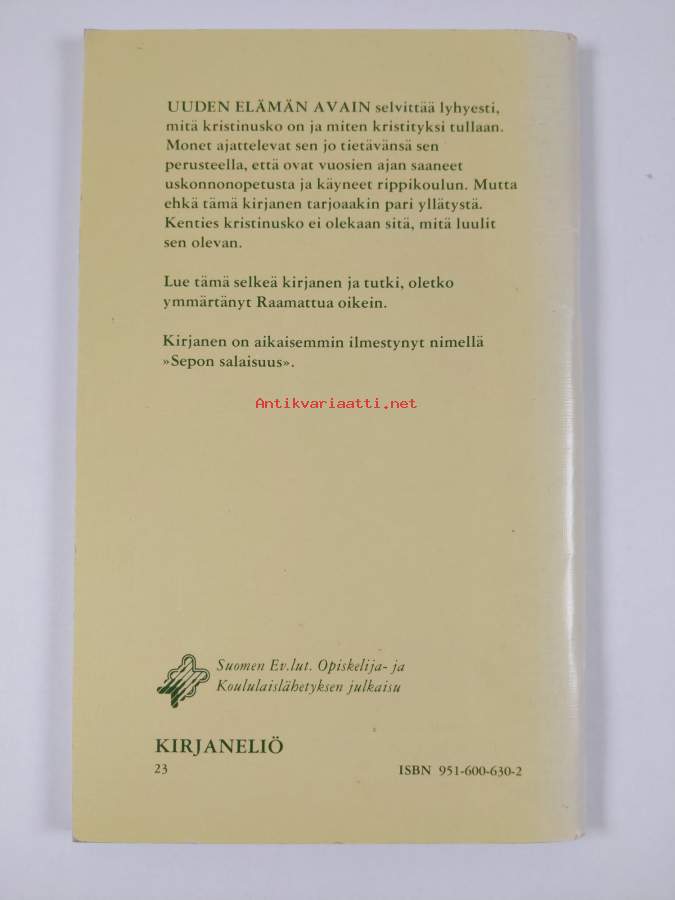 UUDEN ELÄMÄN AVAIN selvittää lyhyesti,
mitä kristinusko on ja miten kristityksi tullaan.
Monet ajattelevat sen jo tietävänsä sen
perusteella, että ovat vuosien ajan saaneet
uskonnonopetusta ja käyneet rippikoulun. Mutta
ehkä tämä kirjanen tarjoaakin pari yllätystä.
Kenties kristinusko ei olekaan sitä, mitä luulit
sen olevan.
Lue tämä selkeä kirjanen ja tutki, oletko
ymmärtänyt Raamattua oikein.
Kirjanen on aikaisemmin ilmestynyt nimellä
»Sepon salaisuus».
Antikvariaatti.net
Suomen Ev.lut. Opiskelija- ja
Koululaislähetyksen julkaisu
KIRJANELIÖ
23 ISBN 951-600-630-2